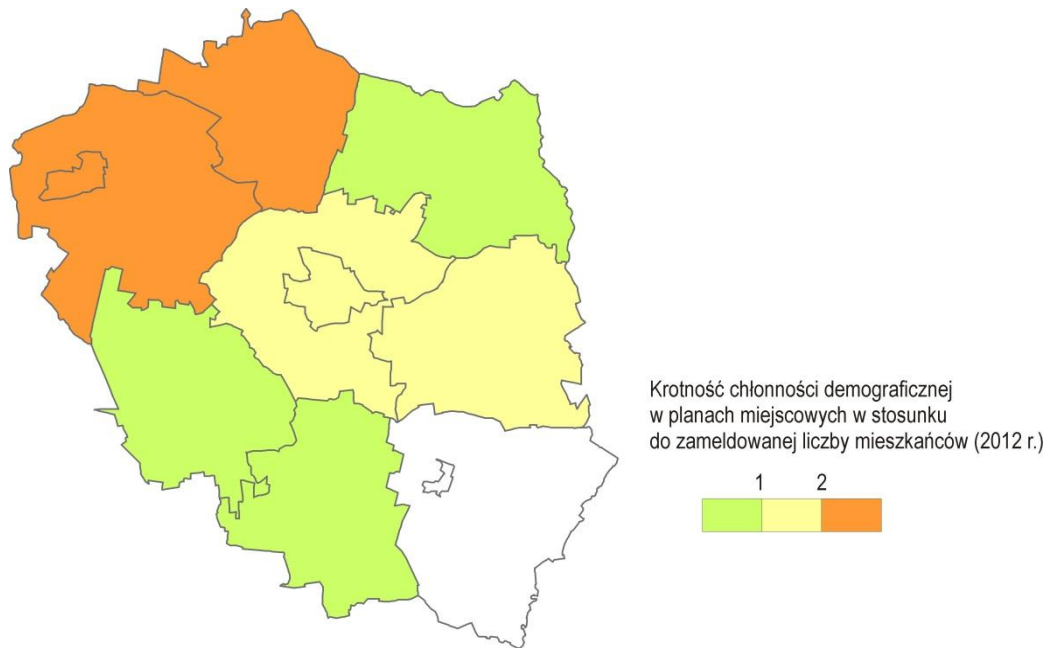 Krotność chłonności demograficznej
w planach miejscowych w stosunku
do zameldowanej liczby mieszkańców (2012 r.)
1 2